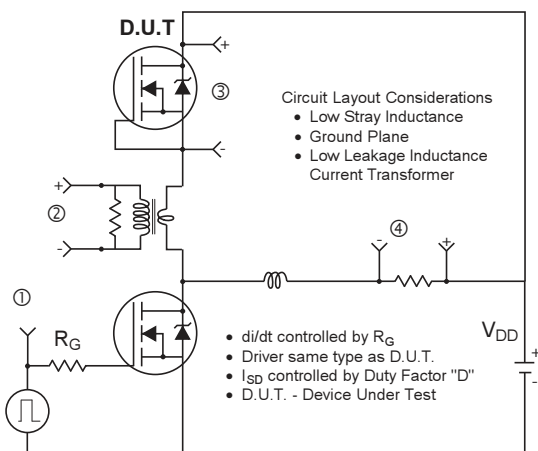 D.U.T
+
③
-
Circuit Layout Considerations
• Low Stray Inductance
• Ground Plane
• Low Leakage Inductance
Current Transformer
+
②
-
- ④ +
①
R_G
V_DD
+
-
• di/dt controlled by R_G
• Driver same type as D.U.T.
• I_SD controlled by Duty Factor "D"
• D.U.T. - Device Under Test